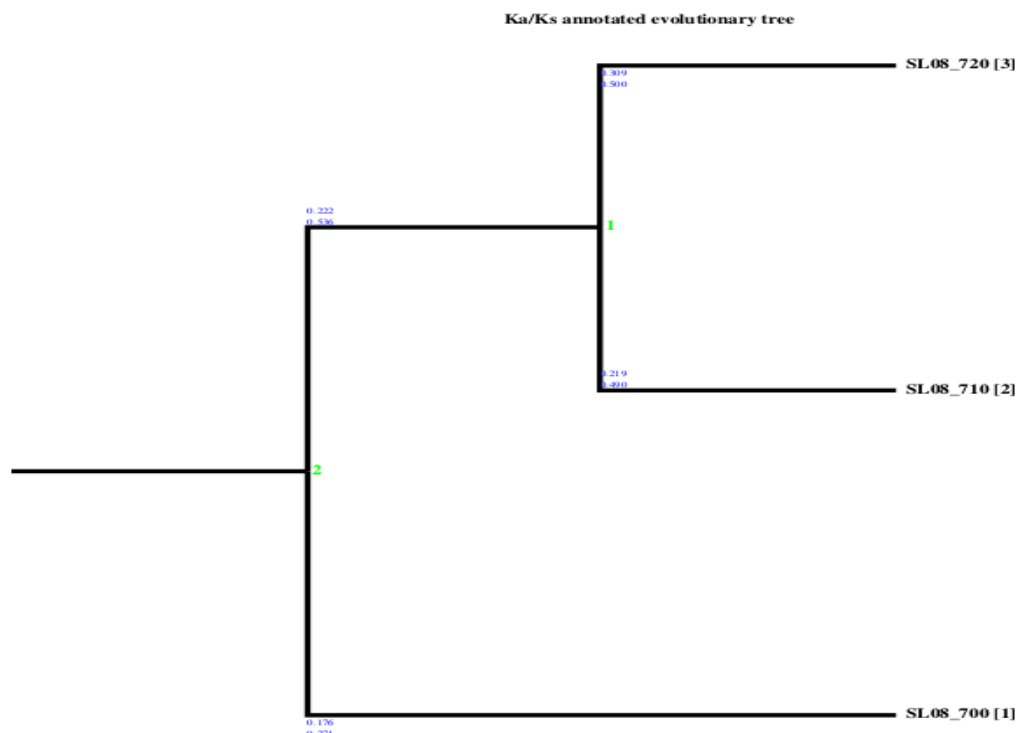 Ka/Ks annotated evolutionary tree
SL08_720 [3]
0.309
0.500
0.222
0.536
1
0.219
0.490
SL08_710 [2]
2
SL08_700 [1]
0.176